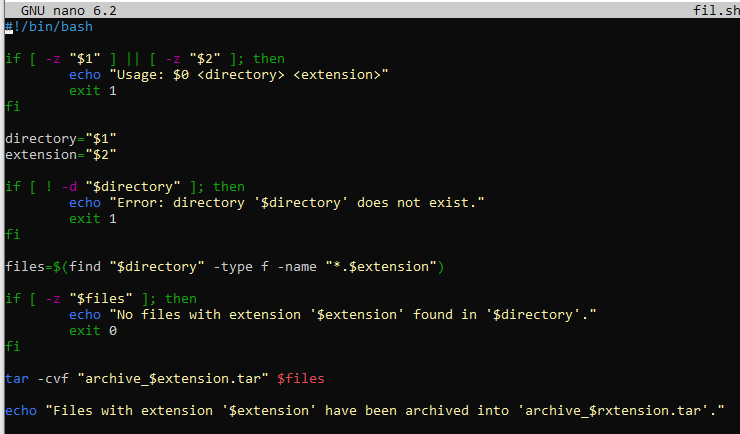 GNU nano 6.2 fil.sh
#!/bin/bash
if [ -z "$1" ] || [ -z "$2" ]; then
echo "Usage: $0 <directory> <extension>"
exit 1
fi
directory="$1"
extension="$2"
if [ ! -d "$directory" ]; then
echo "Error: directory '$directory' does not exist."
exit 1
fi
files=$(find "$directory" -type f -name "*.$extension")
if [ -z "$files" ]; then
echo "No files with extension '$extension' found in '$directory'."
exit 0
fi
tar -cvf "archive_$extension.tar" $files
echo "Files with extension '$extension' have been archived into 'archive_$rxtension.tar'."